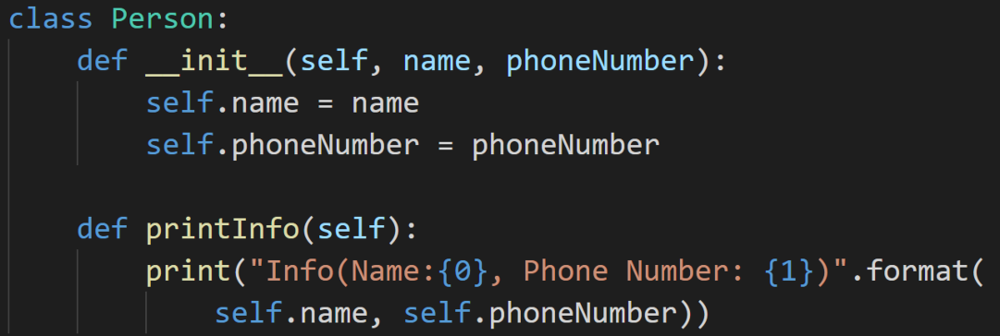 class Person:
    def __init__(self, name, phoneNumber):
        self.name = name
        self.phoneNumber = phoneNumber
    def printInfo(self):
        print("Info(Name:{0}, Phone Number: {1})".format(
            self.name, self.phoneNumber))